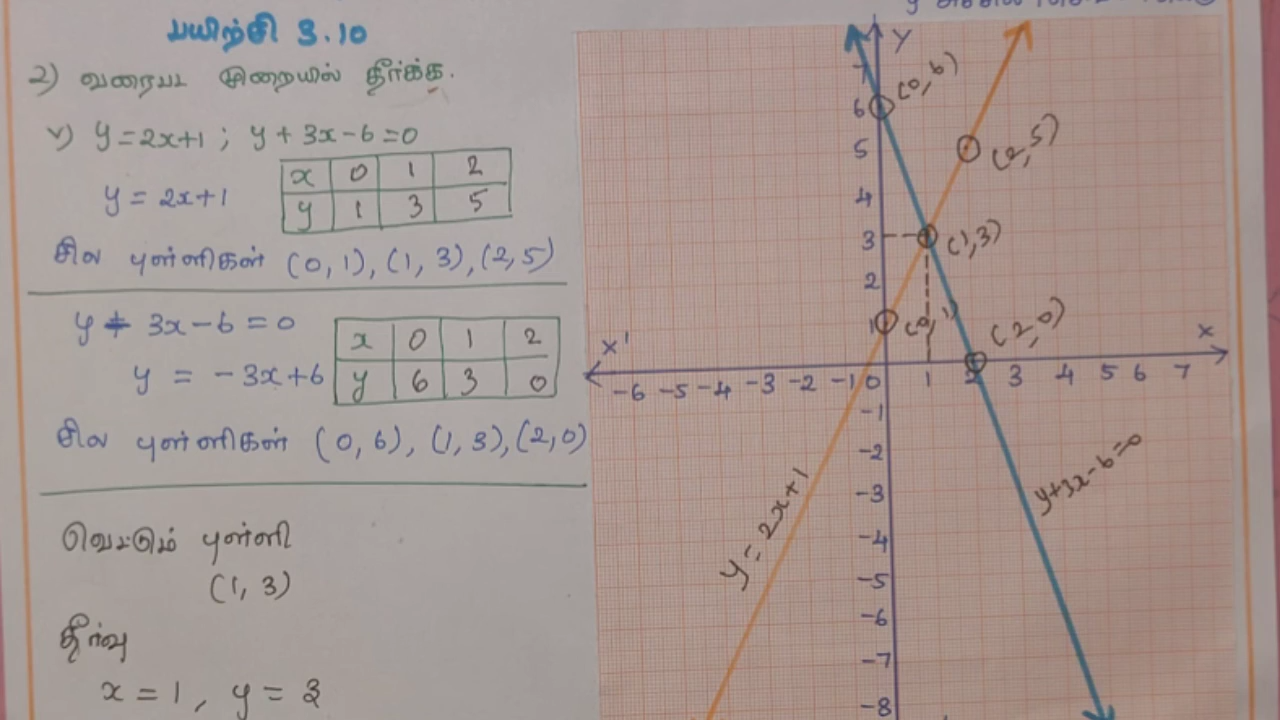 பயிற்சி 3.10
2) வரைபட முறையில் தீர்க்க.
v) y = 2x+1 ; y + 3x - 6 = 0
y = 2x+1
x 0 1 2
y 1 3 5
சில புள்ளிகள் (0, 1), (1, 3), (2, 5)
y + 3x - 6 = 0
y = - 3x + 6
x 0 1 2
y 6 3 0
சில புள்ளிகள் (0, 6), (1, 3), (2, 0)
வெட்டும் புள்ளி
(1, 3)
தீர்வு
x = 1, y = 3
Y
7
(0, 6)
6
5
(2, 5)
4
3
(1, 3)
2
1
(0, 1)
(2, 0)
X'
x
-6 -5 -4 -3 -2 -1 0 1 2 3 4 5 6 7
-1
-2
-3
-4
-5
-6
-7
-8
y = 2x+1
y+3x-6=0